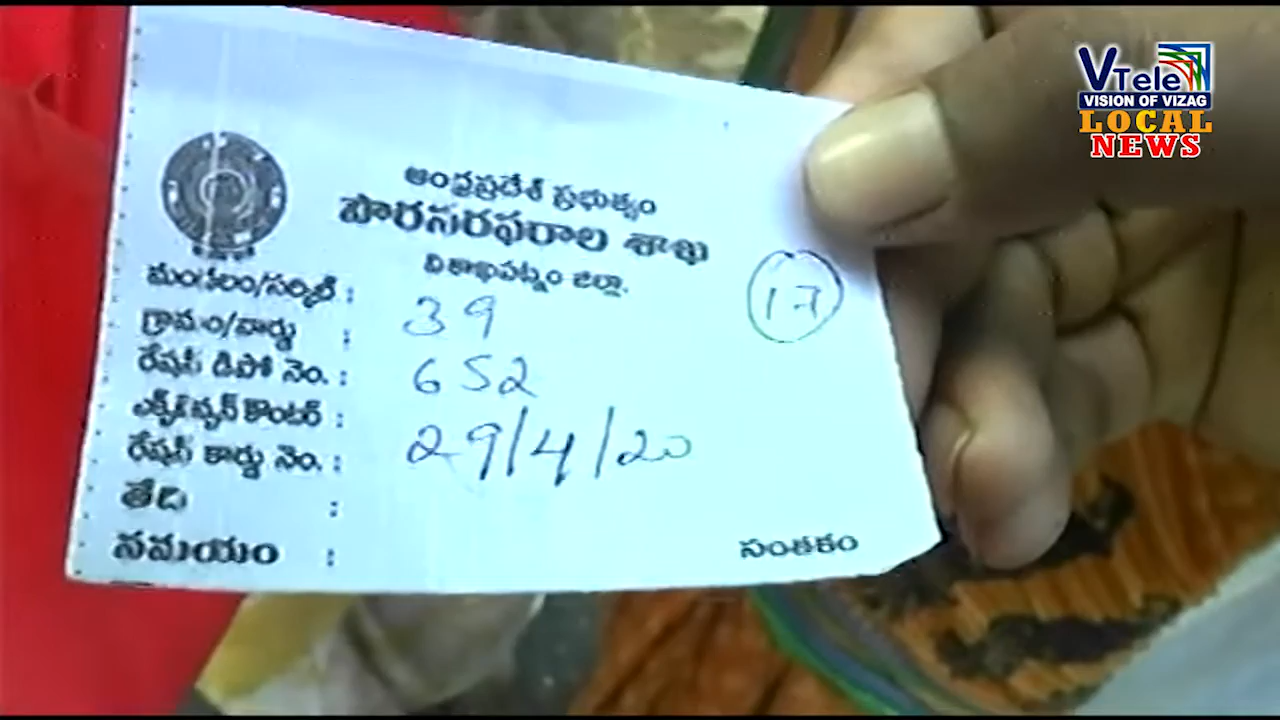 VTele
VISION OF VIZAG
LOCAL
NEWS
ఆంధ్రప్రదేశ్ ప్రభుత్వం
పౌరసరఫరాల శాఖ
విశాఖపట్నం జిల్లా.
మండలం/సర్కిల్ :
గ్రామం/వార్డు : 39
రేషన్ డిపో నెం. : 652
ఎక్స్‌టెన్షన్ కౌంటర్ :
రేషన్ కార్డు నెం. : 29/4/20
తేది :
సమయం :
17
సంతకం